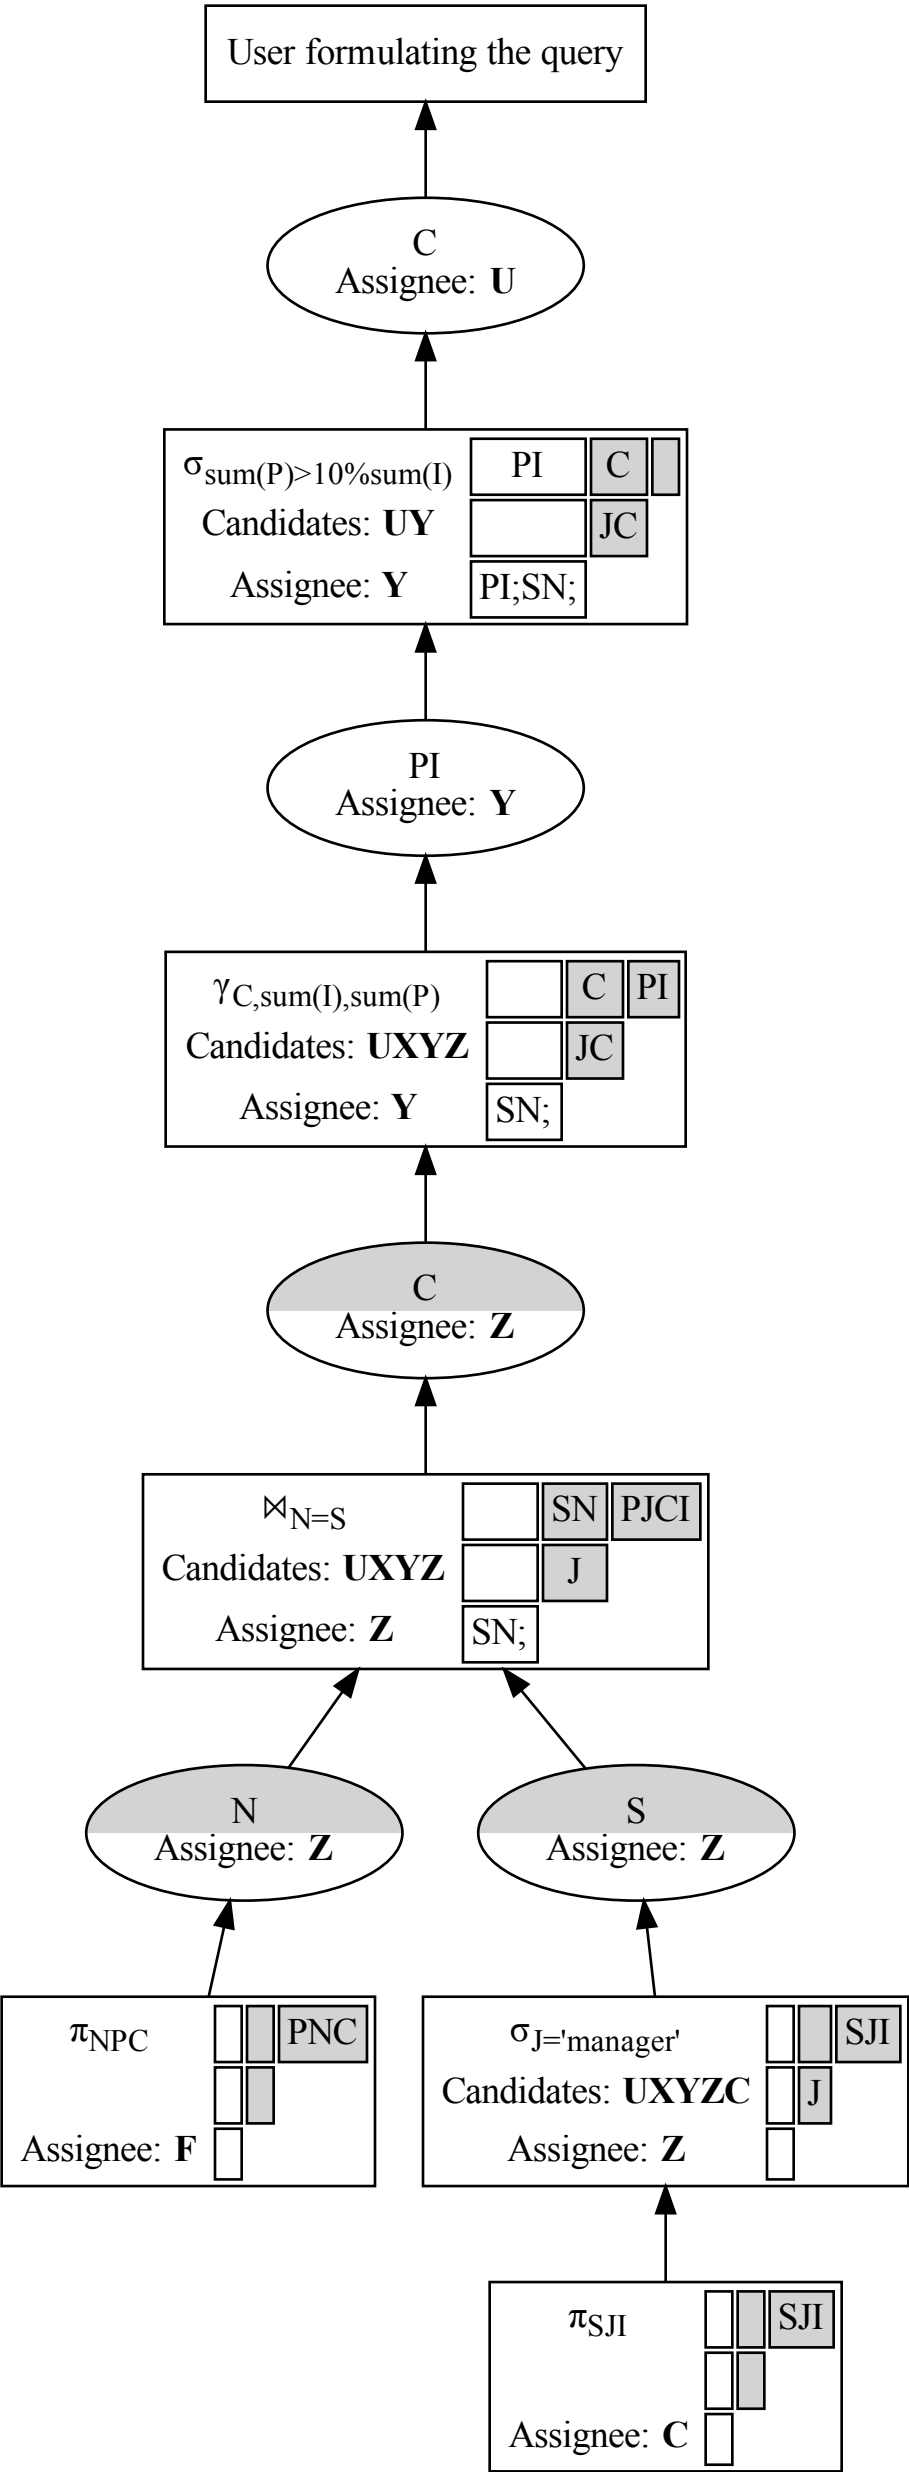 User formulating the query
C
Assignee: U
σsum(P)>10%sum(I) PI C
Candidates: UY JC
Assignee: Y PI;SN;
PI
Assignee: Y
γC,sum(I),sum(P) C PI
Candidates: UXYZ JC
Assignee: Y SN;
C
Assignee: Z
⋈N=S SN PJCI
Candidates: UXYZ J
Assignee: Z SN;
N
Assignee: Z
S
Assignee: Z
πNPC PNC
Assignee: F
σJ='manager' SJI
Candidates: UXYZC J
Assignee: Z
πSJI SJI
Assignee: C